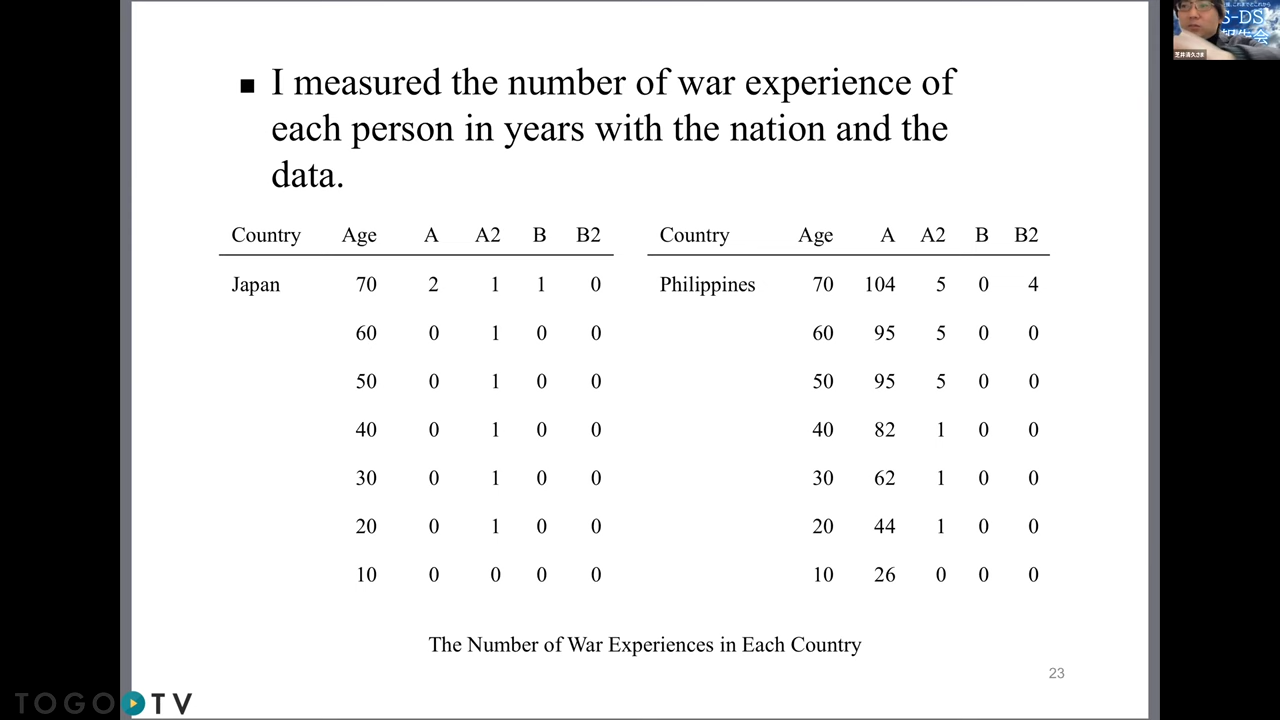 ■ I measured the number of war experience of
each person in years with the nation and the
data.
Country Age A A2 B B2
Japan 70 2 1 1 0
60 0 1 0 0
50 0 1 0 0
40 0 1 0 0
30 0 1 0 0
20 0 1 0 0
10 0 0 0 0
Country Age A A2 B B2
Philippines 70 104 5 0 4
60 95 5 0 0
50 95 5 0 0
40 82 1 0 0
30 62 1 0 0
20 44 1 0 0
10 26 0 0 0
The Number of War Experiences in Each Country
23
S-DS
TOGO TV